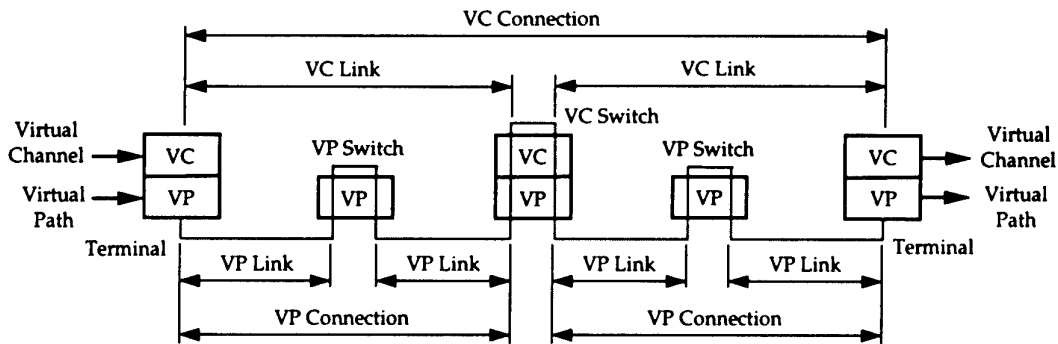 VC Connection
VC Link
VC Link
VC Switch
Virtual
Channel
VC
VP Switch
VC
VP Switch
VC
Virtual
Channel
Virtual
Path
VP
VP
VP
VP
VP
Virtual
Path
Terminal
Terminal
VP Link
VP Link
VP Link
VP Link
VP Connection
VP Connection